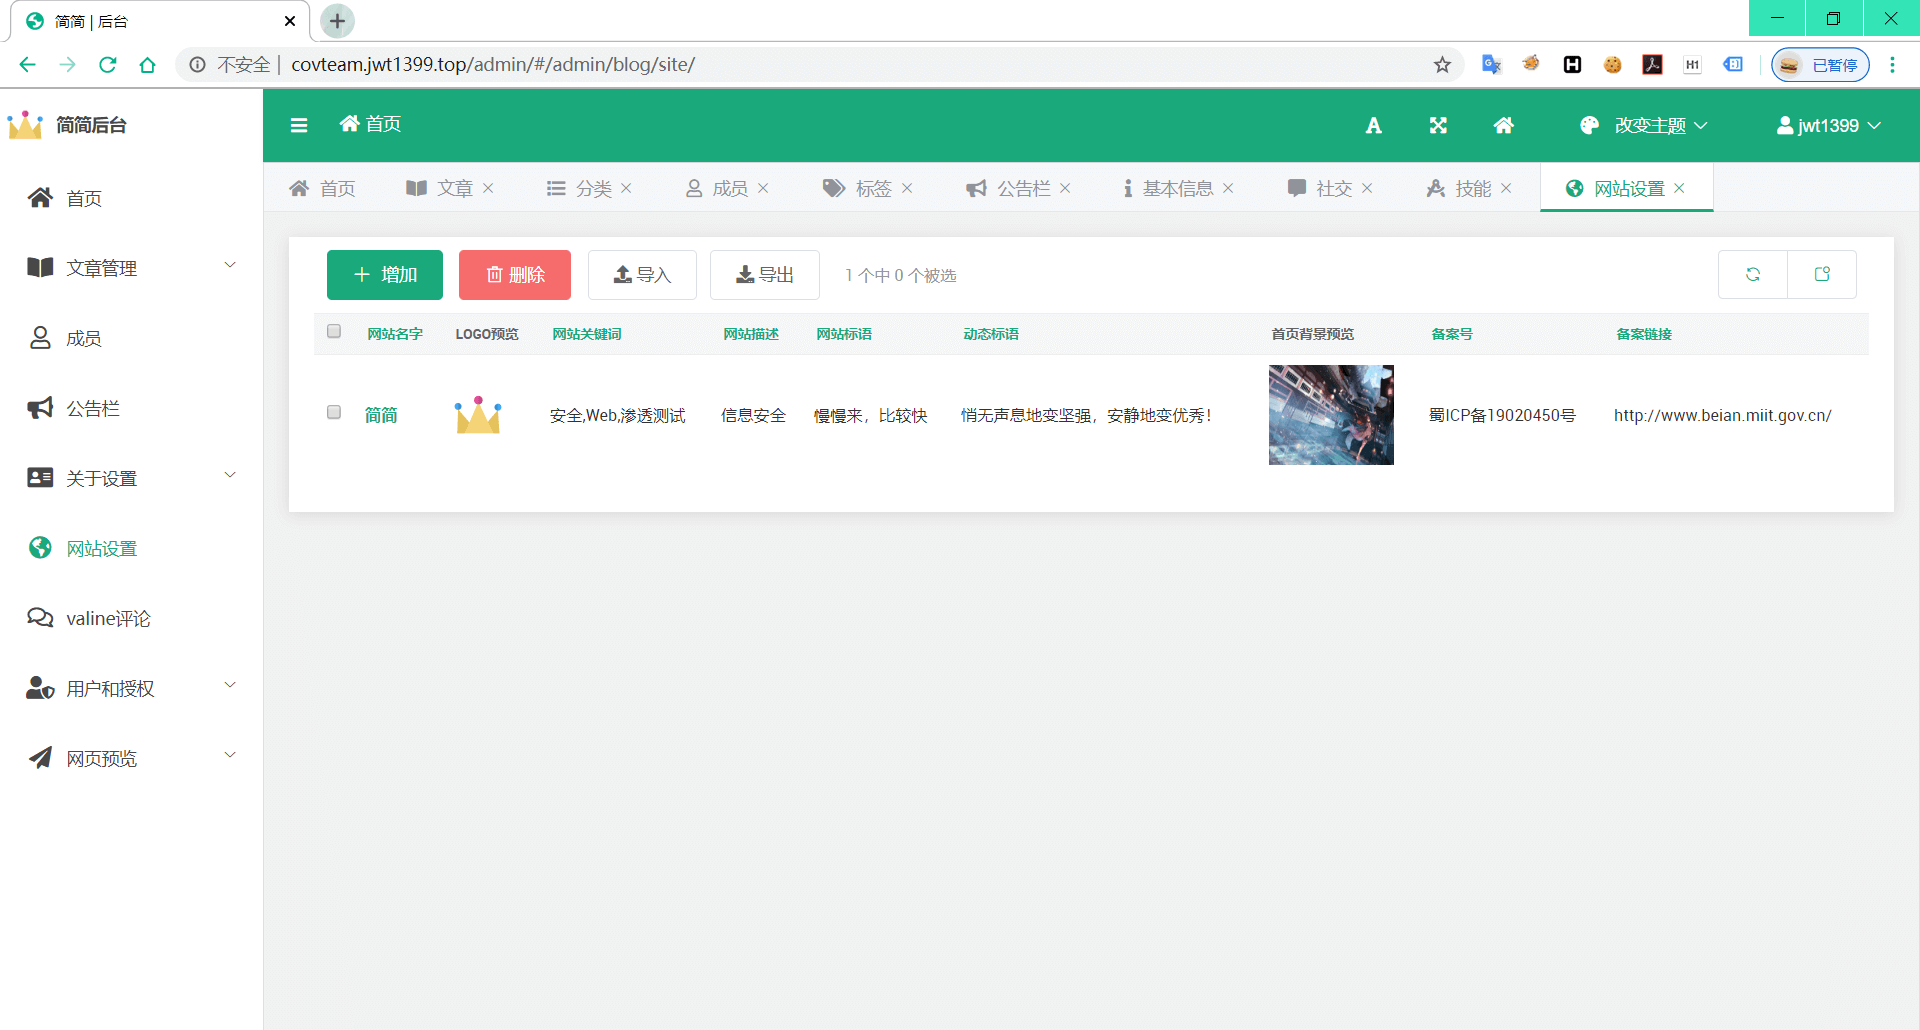 简简 | 后台
不安全 | covteam.jwt1399.top/admin/#/admin/blog/site/
H1
已暂停
简简后台
首页
改变主题
jwt1399
首页
文章
分类
成员
标签
公告栏
基本信息
社交
技能
网站设置
首页
文章管理
成员
公告栏
关于设置
网站设置
valine评论
用户和授权
网页预览
增加
删除
导入
导出
1 个中 0 个被选
网站名字 LOGO预览 网站关键词 网站描述 网站标语 动态标语 首页背景预览 备案号 备案链接
简简 安全,Web,渗透测试 信息安全 慢慢来，比较快 悄无声息地变坚强，安静地变优秀！ 蜀ICP备19020450号 http://www.beian.miit.gov.cn/